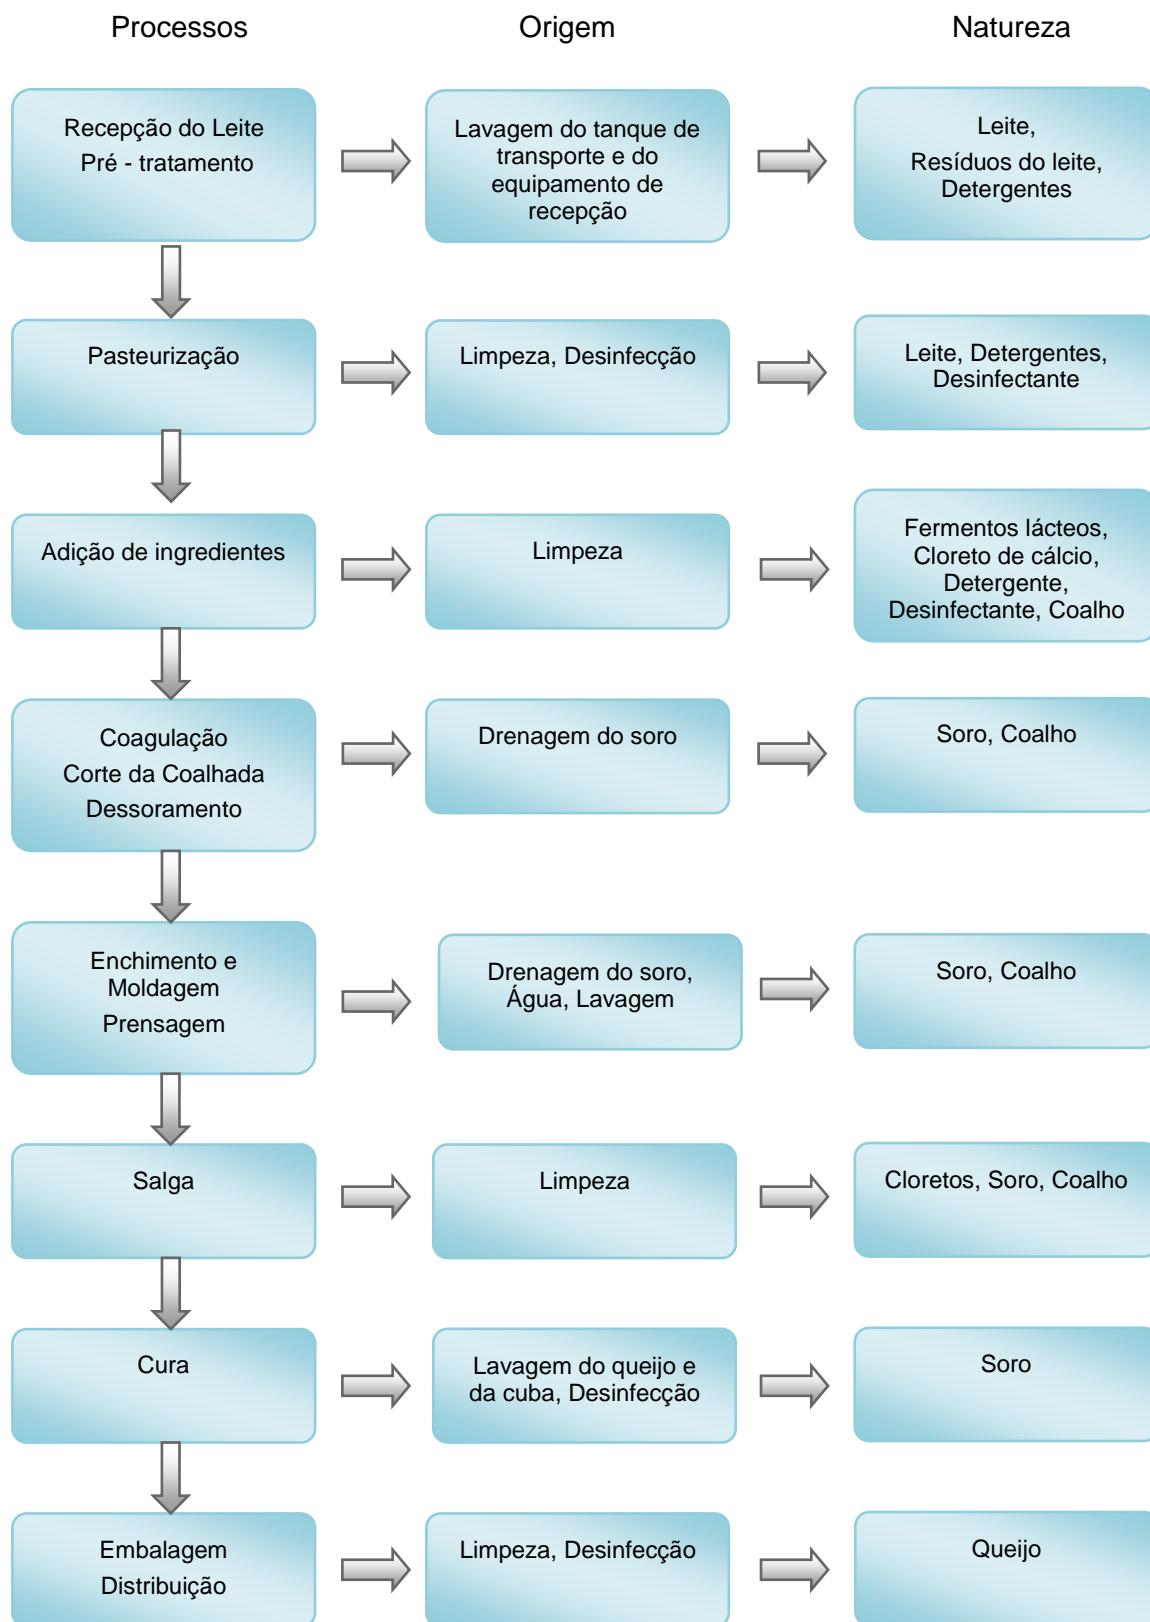 Processos
Origem
Natureza
Recepção do Leite
Pré - tratamento
Lavagem do tanque de
transporte e do
equipamento de
recepção
Leite,
Resíduos do leite,
Detergentes
Pasteurização
Limpeza, Desinfecção
Leite, Detergentes,
Desinfectante
Adição de ingredientes
Limpeza
Fermentos lácteos,
Cloreto de cálcio,
Detergente,
Desinfectante, Coalho
Coagulação
Corte da Coalhada
Dessoramento
Drenagem do soro
Soro, Coalho
Enchimento e
Moldagem
Prensagem
Drenagem do soro,
Água, Lavagem
Soro, Coalho
Salga
Limpeza
Cloretos, Soro, Coalho
Cura
Lavagem do queijo e
da cuba, Desinfecção
Soro
Embalagem
Distribuição
Limpeza, Desinfecção
Queijo